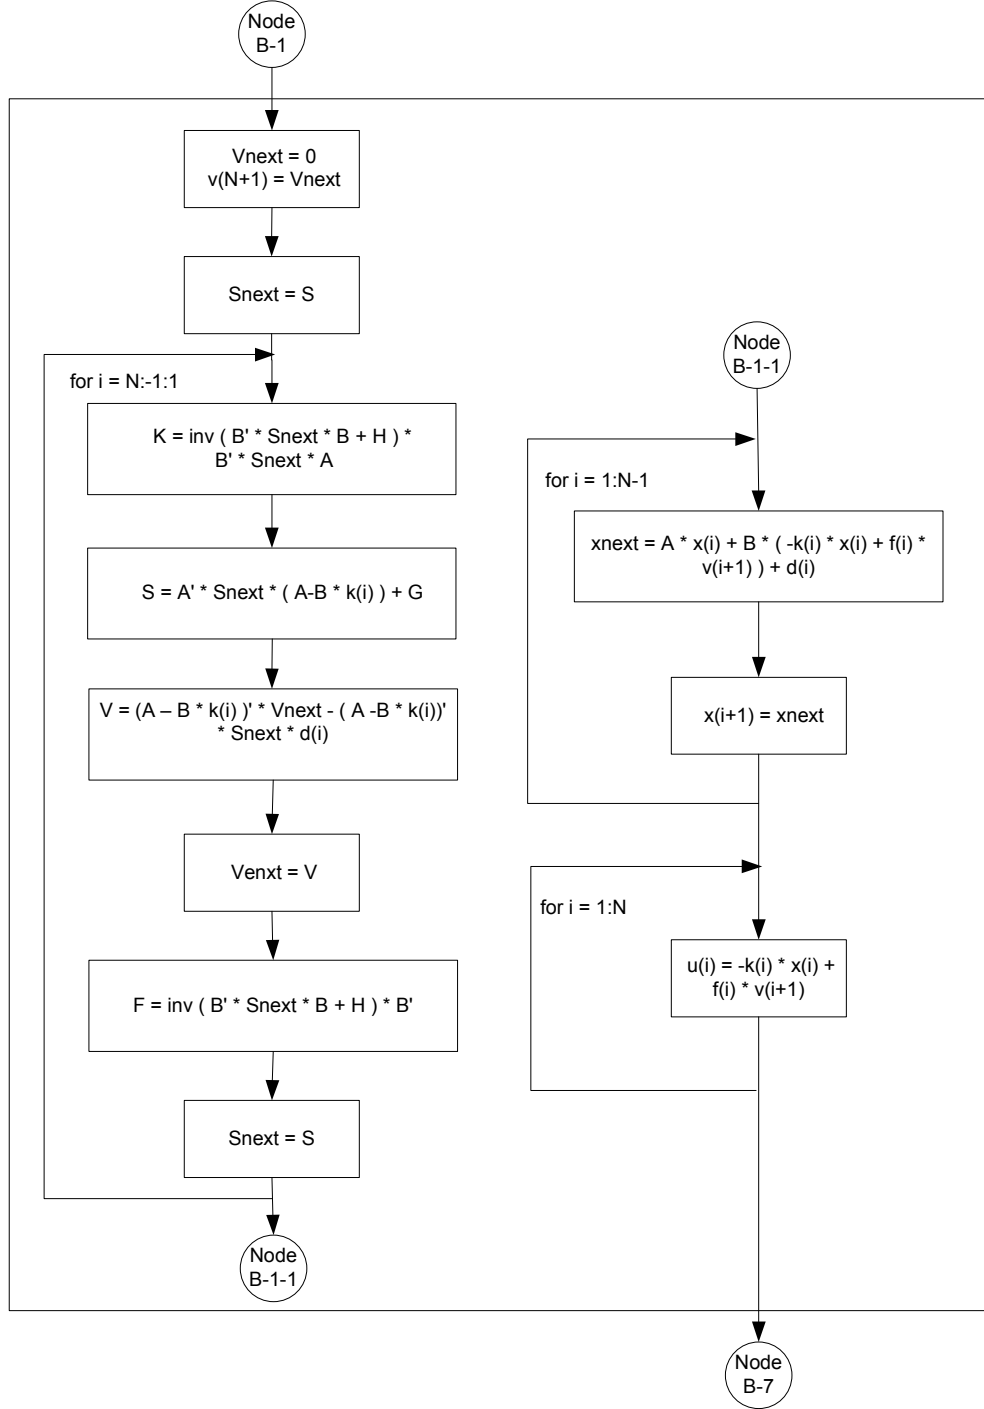 Node
B-1
Vnext = 0
v(N+1) = Vnext
Snext = S
for i = N:-1:1
K = inv ( B' * Snext * B + H ) *
B' * Snext * A
S = A' * Snext * ( A-B * k(i) ) + G
V = (A – B * k(i) )' * Vnext - ( A -B * k(i))'
* Snext * d(i)
Venxt = V
F = inv ( B' * Snext * B + H ) * B'
Snext = S
Node
B-1-1
Node
B-1-1
for i = 1:N-1
xnext = A * x(i) + B * ( -k(i) * x(i) + f(i) *
v(i+1) ) + d(i)
x(i+1) = xnext
for i = 1:N
u(i) = -k(i) * x(i) +
f(i) * v(i+1)
Node
B-7